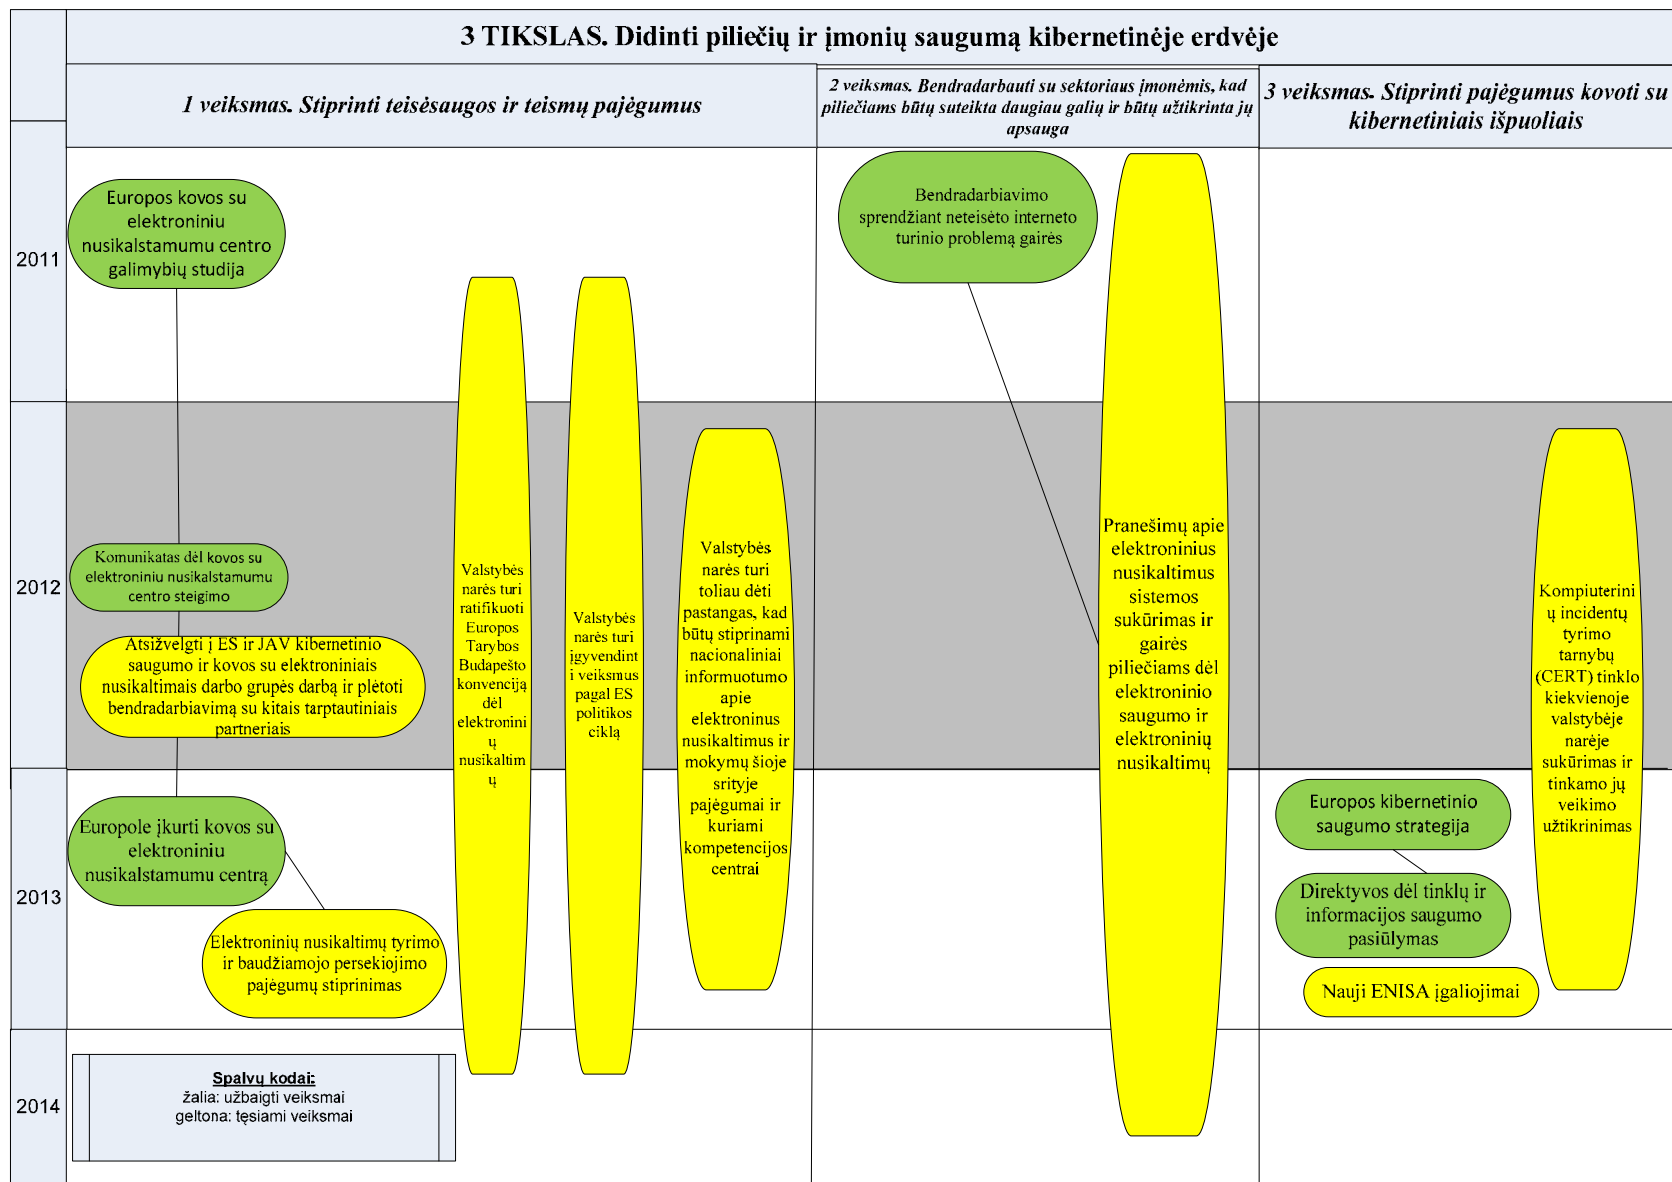 3 TIKSLAS. Didinti piliečių ir įmonių saugumą kibernetinėje erdvėje
1 veiksmas. Stiprinti teisėsaugos ir teismų pajėgumus
2 veiksmas. Bendradarbauti su sektoriaus įmonėmis, kad
piliečiams būtų suteikta daugiau galių ir būtų užtikrinta jų
apsauga
3 veiksmas. Stiprinti pajėgumus kovoti su
kibernetiniais išpuoliais
2011
Europos kovos su
elektroniniu
nusikalstamumu centro
galimybių studija
Bendradarbiavimo
sprendžiant neteisėto interneto
turinio problemą gairės
2012
Komunikatas dėl kovos su
elektroniniu nusikalstamumu
centro steigimo
Atsižvelgti į ES ir JAV kibernetinio
saugumo ir kovos su elektroniniais
nusikaltimais darbo grupės darbą ir plėtoti
bendradarbiavimą su kitais tarptautiniais
partneriais
Valstybės
narės turi
ratifikuoti
Europos
Tarybos
Budapešto
konvenciją
dėl
elektronini
ų
nusikaltim
ų
Valstybės
narės turi
įgyvendint
i veiksmus
pagal ES
politikos
ciklą
Valstybės
narės turi
toliau dėti
pastangas, kad
būtų stiprinami
nacionaliniai
informuotumo
apie
elektroninus
nusikaltimus ir
mokymų šioje
srityje
pajėgumai ir
kuriami
kompetencijos
centrai
Pranešimų apie
elektroninius
nusikaltimus
sistemos
sukūrimas ir
gairės
piliečiams dėl
elektroninio
saugumo ir
elektroninių
nusikaltimų
Kompiuterini
ų incidentų
tyrimo
tarnybų
(CERT) tinklo
kiekvienoje
valstybėje
narėje
sukūrimas ir
tinkamo jų
veikimo
užtikrinimas
2013
Europole įkurti kovos su
elektroniniu
nusikalstamumu centrą
Elektroninių nusikaltimų tyrimo
ir baudžiamojo persekiojimo
pajėgumų stiprinimas
Europos kibernetinio
saugumo strategija
Direktyvos dėl tinklų ir
informacijos saugumo
pasiūlymas
Nauji ENISA įgaliojimai
2014
Spalvų kodai:
žalia: užbaigti veiksmai
geltona: tęsiami veiksmai